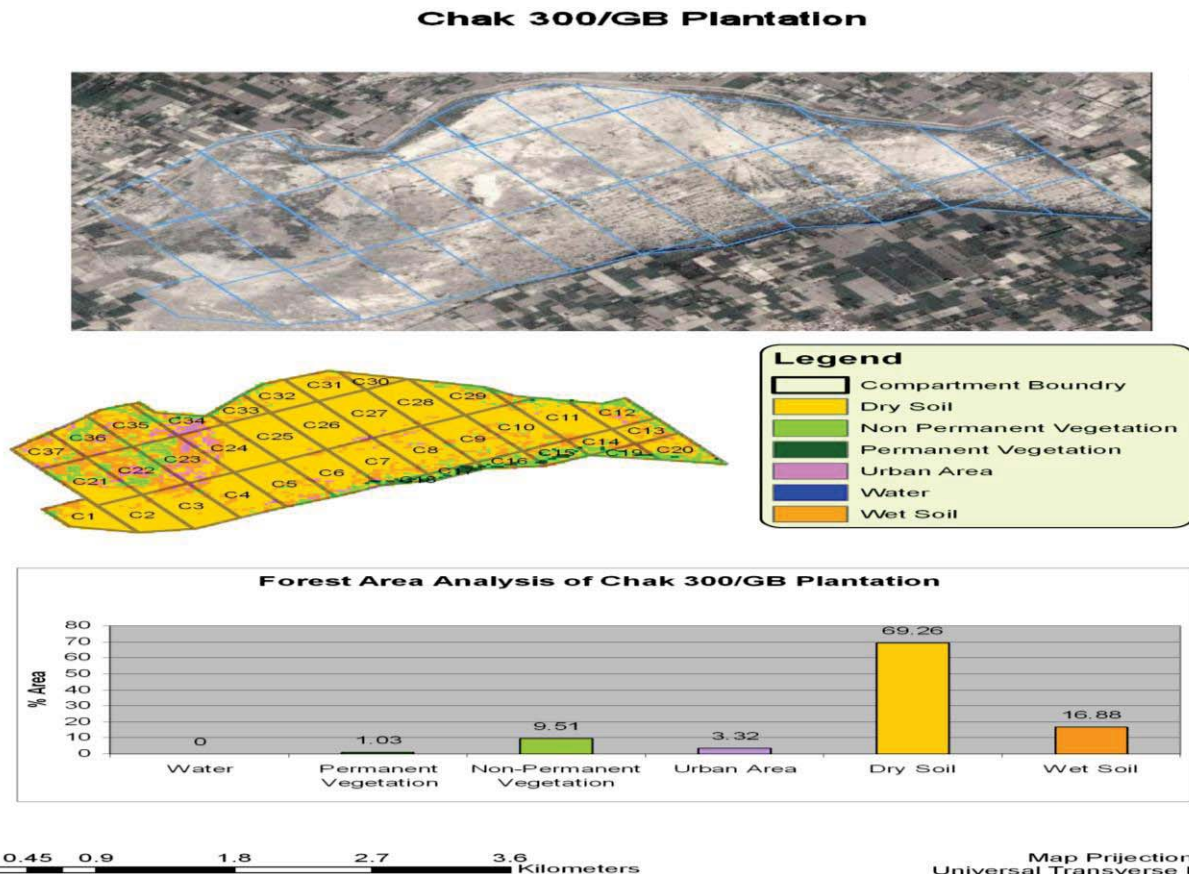 Chak 300/GB Plantation
C31 C30
C32 C28 C29
C33 C27
C35 C34 C26 C11 C12
C36 C25 C10 C13
C37 C24 C9 C14
C23 C8 C15 C19 C20
C22 C7 C16
C21 C6 C17
C5 C18
C4
C3
C1 C2
Legend
Compartment Boundry
Dry Soil
Non Permanent Vegetation
Permanent Vegetation
Urban Area
Water
Wet Soil
Forest Area Analysis of Chak 300/GB Plantation
% Area
80
70
60
50
40
30
20
10
0
0
1.03
9.51
3.32
69.26
16.88
Water
Permanent Vegetation
Non-Permanent Vegetation
Urban Area
Dry Soil
Wet Soil
0.45 0.9 1.8 2.7 3.6
Kilometers
Map Prijection
Universal Transverse